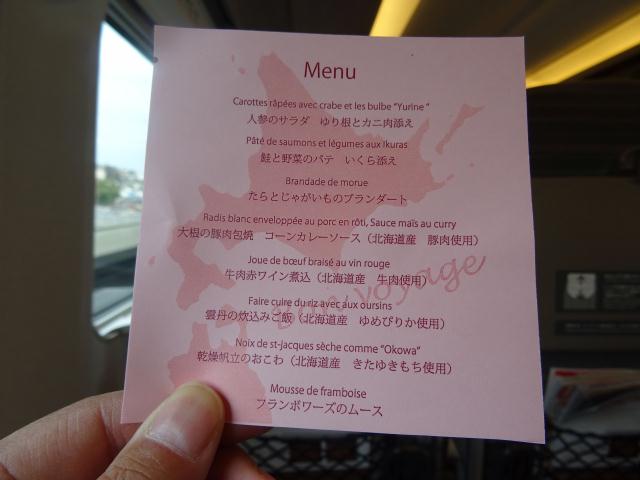 Menu
Carottes râpées avec crabe et les bulbe "Yurine "
人参のサラダ　ゆり根とカニ肉添え
Pâté de saumons et légumes aux Ikuras
鮭と野菜のパテ　いくら添え
Brandade de morue
たらとじゃがいものブランダート
Radis blanc enveloppée au porc en rôti, Sauce maïs au curry
大根の豚肉包焼　コーンカレーソース（北海道産　豚肉使用）
Joue de bœuf braisé au vin rouge
牛肉赤ワイン煮込（北海道産　牛肉使用）
Bon voyage
Faire cuire du riz avec aux oursins
雲丹の炊込みご飯（北海道産　ゆめぴりか使用）
Noix de st-jacques sèche comme "Okowa"
乾燥帆立のおこわ（北海道産　きたゆきもち使用）
Mousse de framboise
フランボワーズのムース